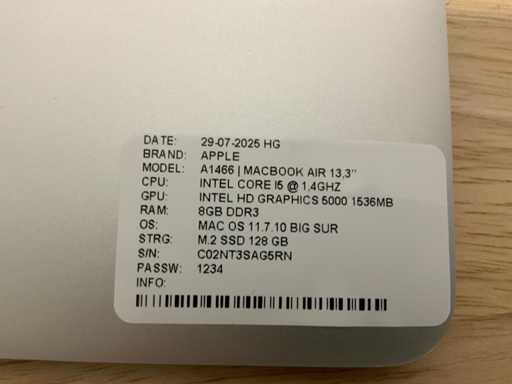 DATE: 29-07-2025 HG
BRAND: APPLE
MODEL: A1466 | MACBOOK AIR 13,3"
CPU: INTEL CORE I5 @ 1,4GHZ
GPU: INTEL HD GRAPHICS 5000 1536MB
RAM: 8GB DDR3
OS: MAC OS 11.7.10 BIG SUR
STRG: M.2 SSD 128 GB
S/N: C02NT3SAG5RN
PASSW: 1234
INFO: